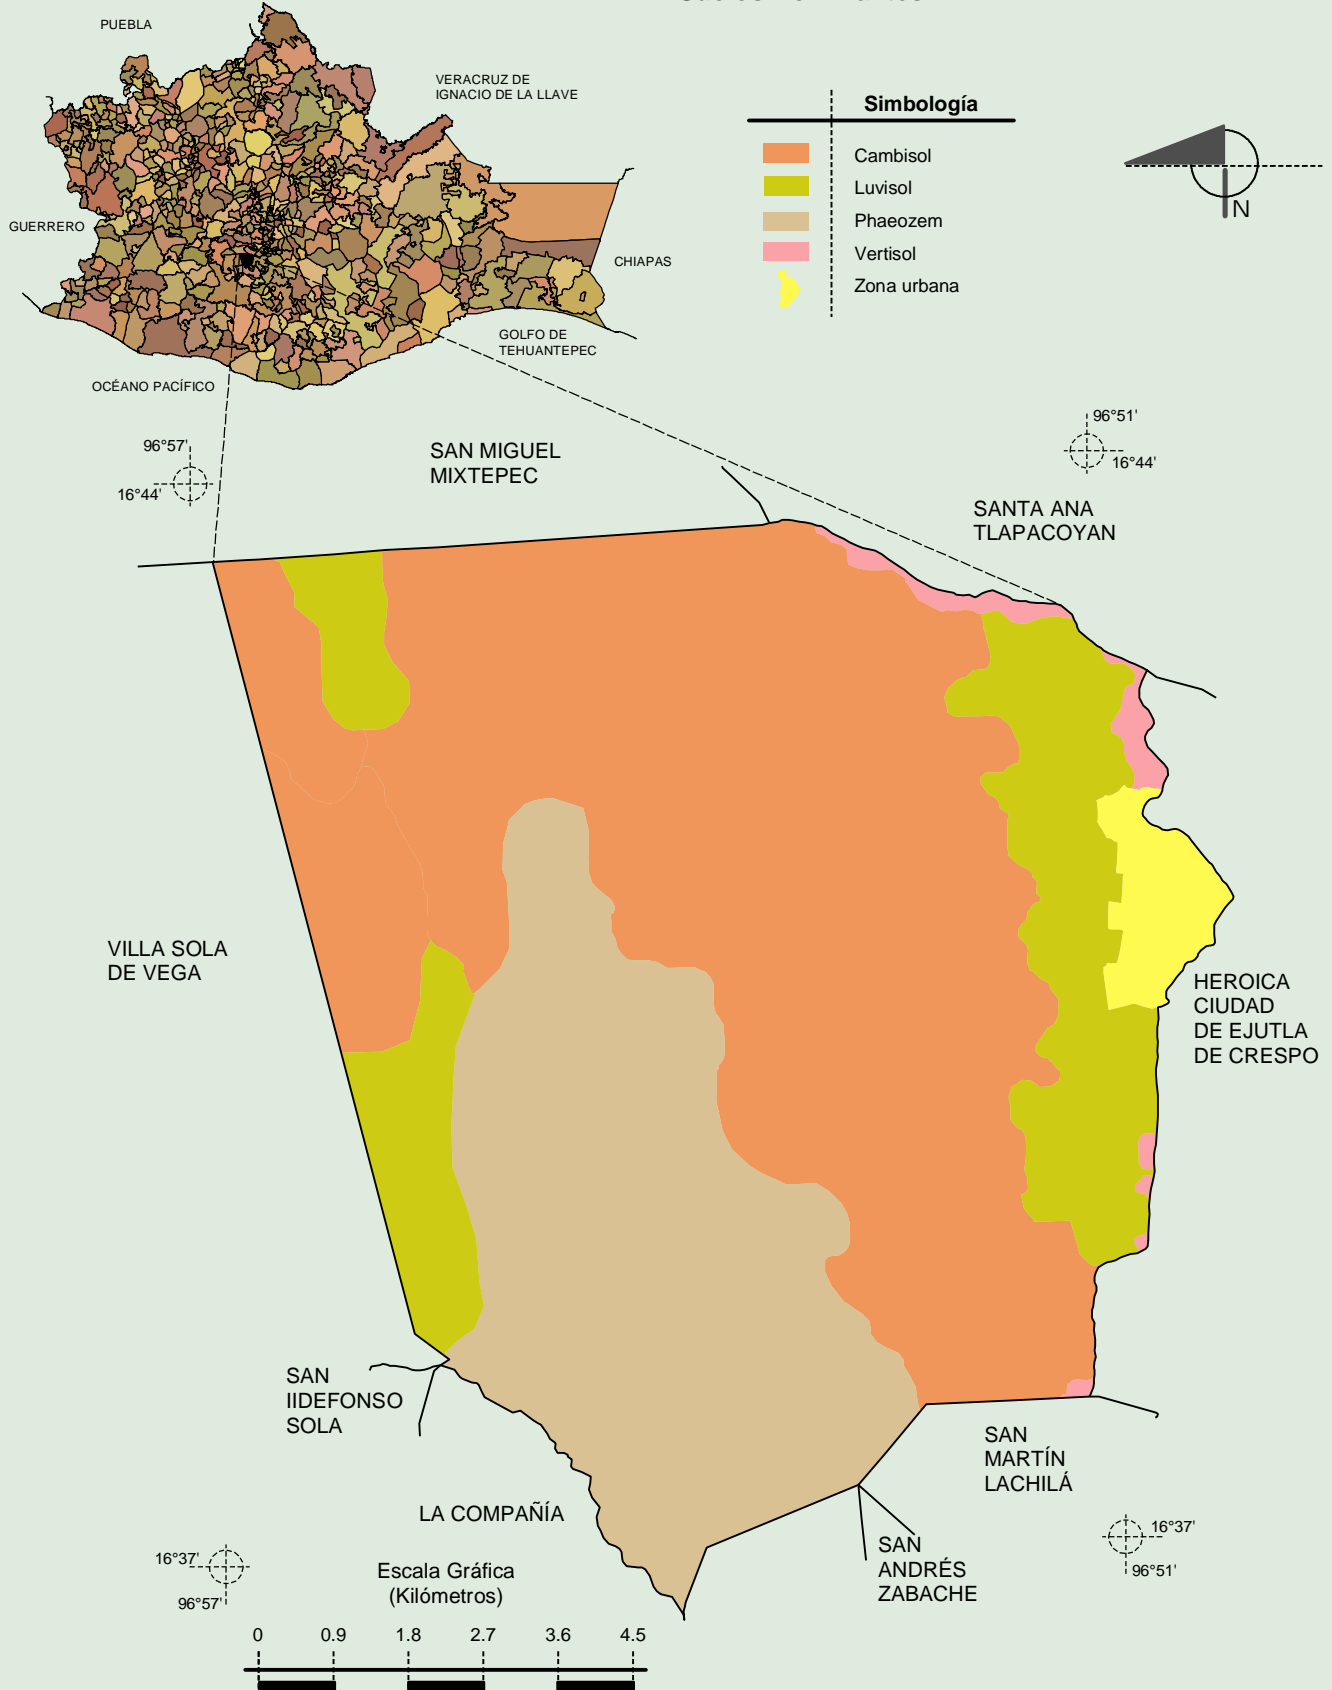 PUEBLA
VERACRUZ DE
IGNACIO DE LA LLAVE
GUERRERO
CHIAPAS
GOLFO DE
TEHUANTEPEC
OCÉANO PACÍFICO
Simbología
Cambisol
Luvisol
Phaeozem
Vertisol
Zona urbana
N
96°57'
16°44'
96°51'
16°44'
SAN MIGUEL
MIXTEPEC
SANTA ANA
TLAPACOYAN
VILLA SOLA
DE VEGA
HEROICA
CIUDAD
DE EJUTLA
DE CRESPO
SAN
IIDEFONSO
SOLA
LA COMPAÑÍA
SAN
MARTÍN
LACHILÁ
SAN
ANDRÉS
ZABACHE
16°37'
96°57'
16°37'
96°51'
Escala Gráfica
(Kilómetros)
0 0.9 1.8 2.7 3.6 4.5